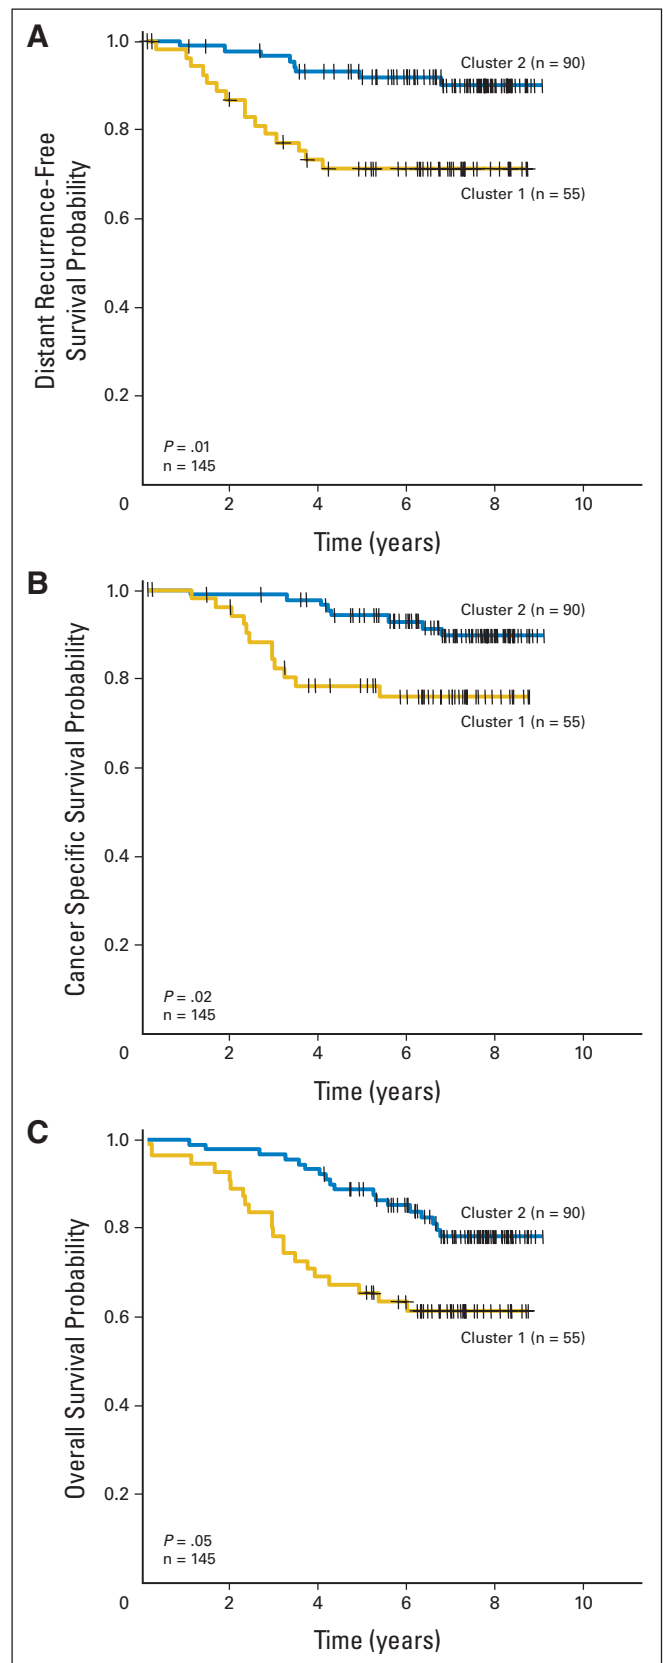 A
Distant Recurrence-Free
Survival Probability
1.0
0.8
0.6
0.4
0.2
0
Cluster 2 (n = 90)
Cluster 1 (n = 55)
P = .01
n = 145
2 4 6 8 10
Time (years)
B
Cancer Specific Survival Probability
1.0
0.8
0.6
0.4
0.2
0
Cluster 2 (n = 90)
Cluster 1 (n = 55)
P = .02
n = 145
2 4 6 8 10
Time (years)
C
Overall Survival Probability
1.0
0.8
0.6
0.4
0.2
0
Cluster 2 (n = 90)
Cluster 1 (n = 55)
P = .05
n = 145
2 4 6 8 10
Time (years)